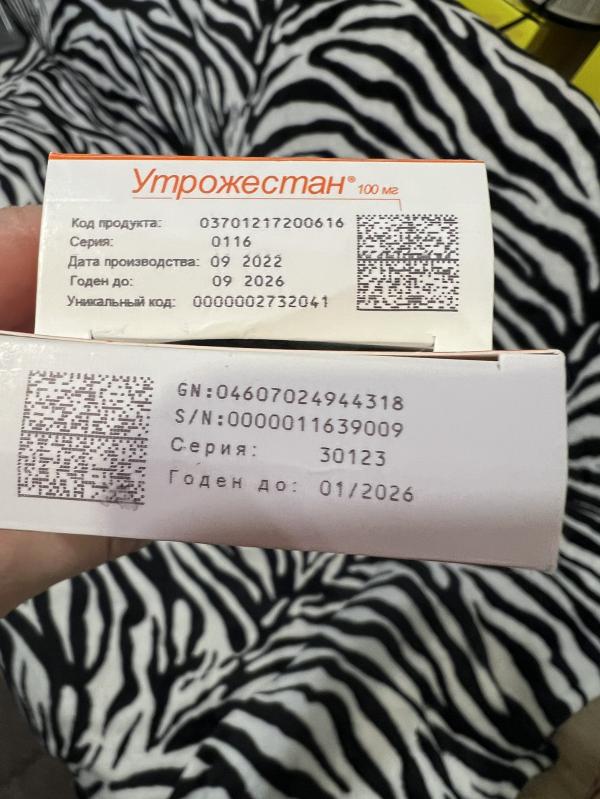 Утрожестан® 100 мг
Код продукта: 03701217200616
Серия: 0116
Дата производства: 09 2022
Годен до: 09 2026
Уникальный код: 0000002732041
GN:04607024944318
S/N:0000011639009
Серия: 30123
Годен до: 01/2026